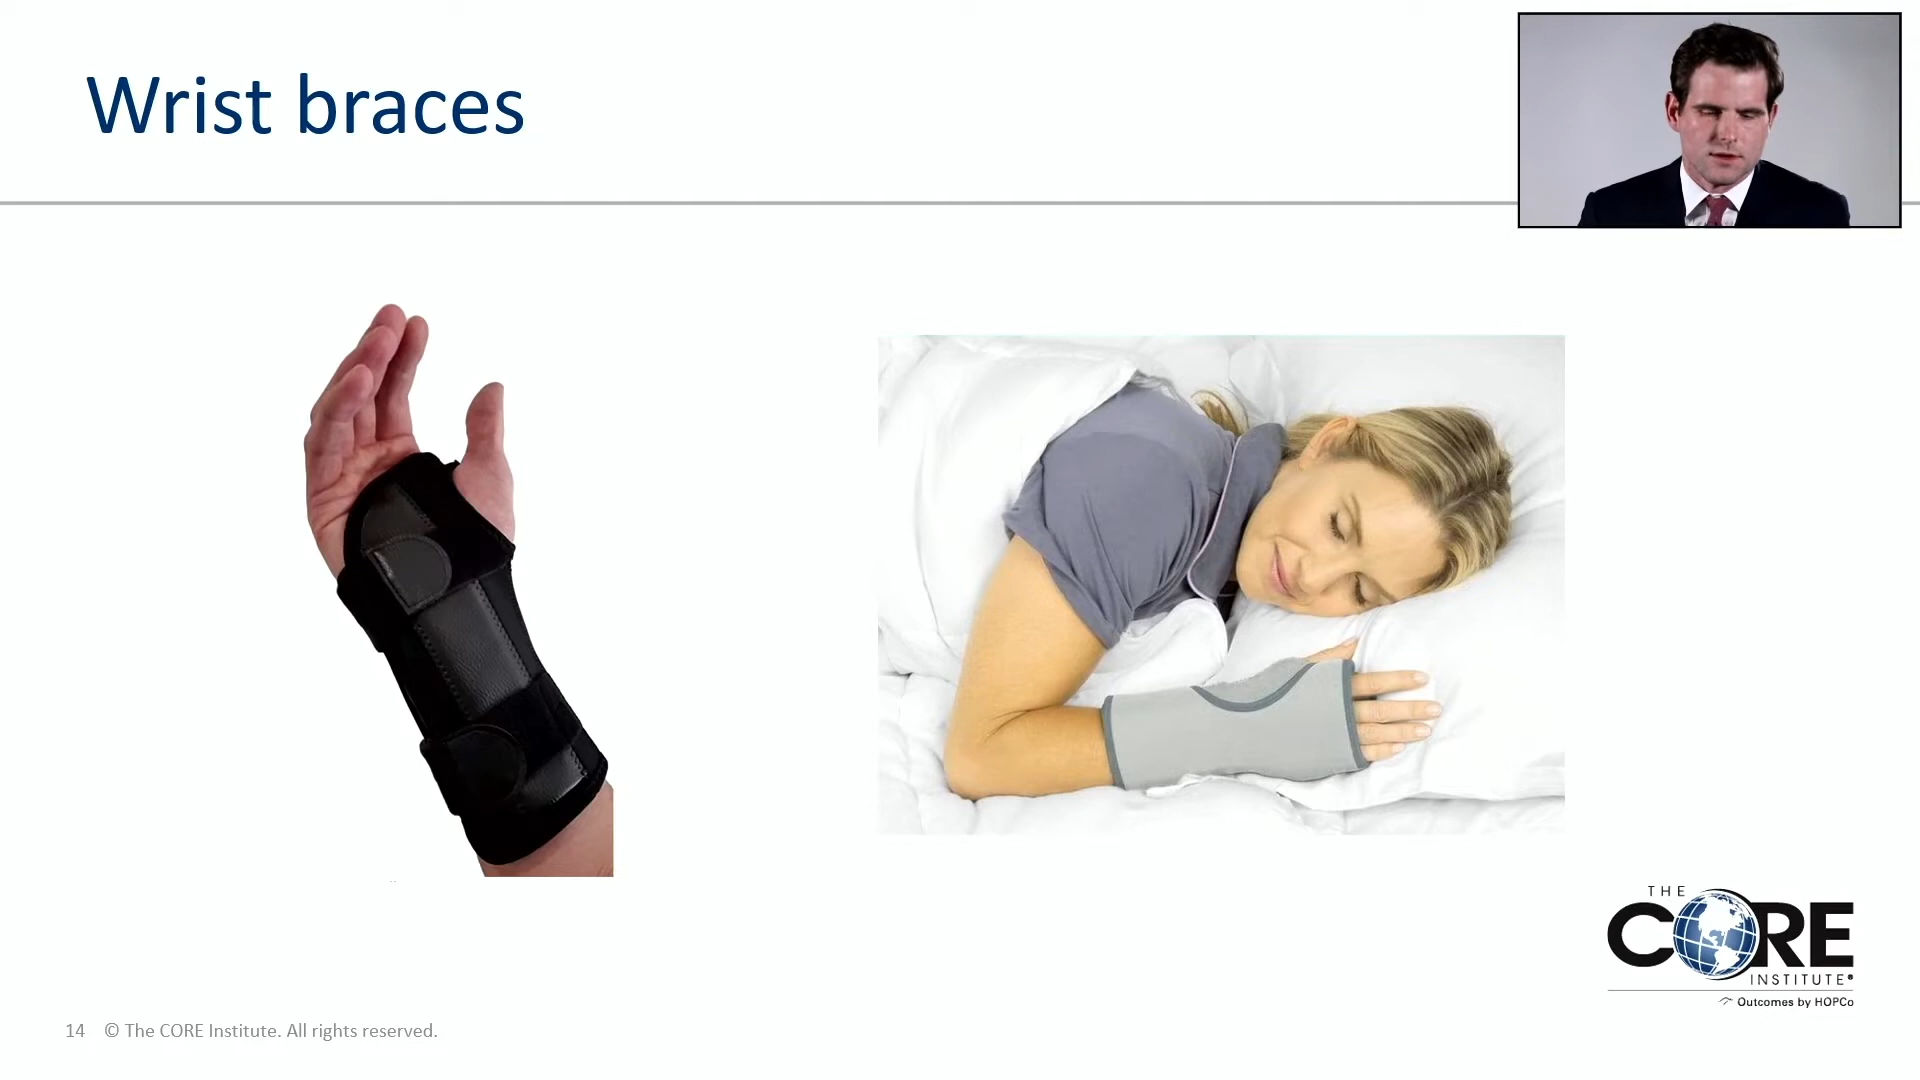 Wrist braces
THE
CORE
INSTITUTE®
Outcomes by HOPCo
14 © The CORE Institute. All rights reserved.